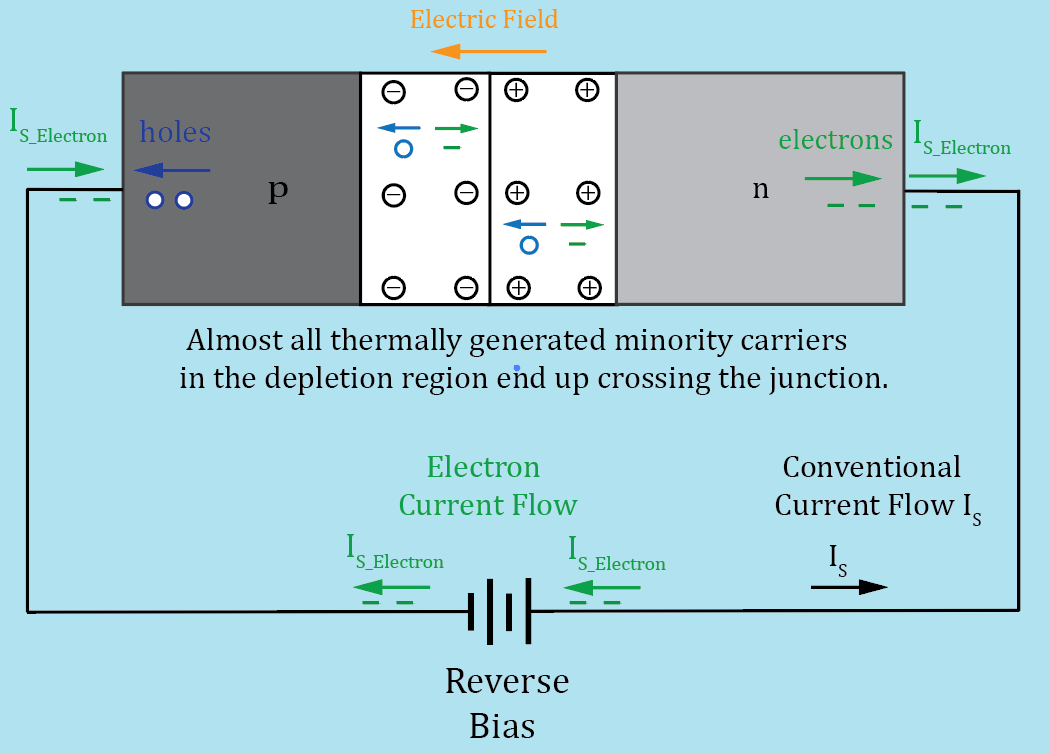 Electric Field
I_S_Electron
holes
p
n
electrons
I_S_Electron
Almost all thermally generated minority carriers
in the depletion region end up crossing the junction.
Electron
Current Flow
I_S_Electron
I_S_Electron
Conventional
Current Flow I_S
I_S
Reverse
Bias